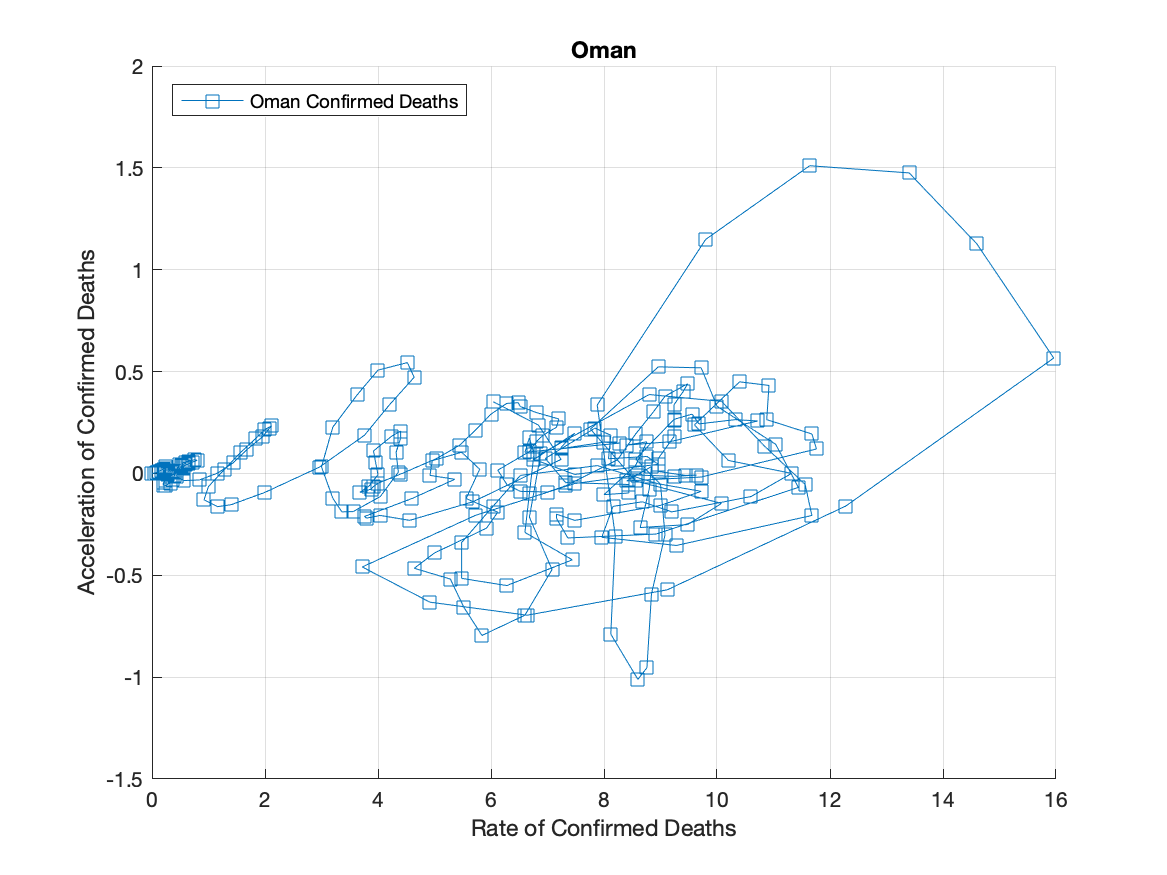 Oman
Oman Confirmed Deaths
2
1.5
1
0.5
0
-0.5
-1
-1.5
Acceleration of Confirmed Deaths
0 2 4 6 8 10 12 14 16
Rate of Confirmed Deaths